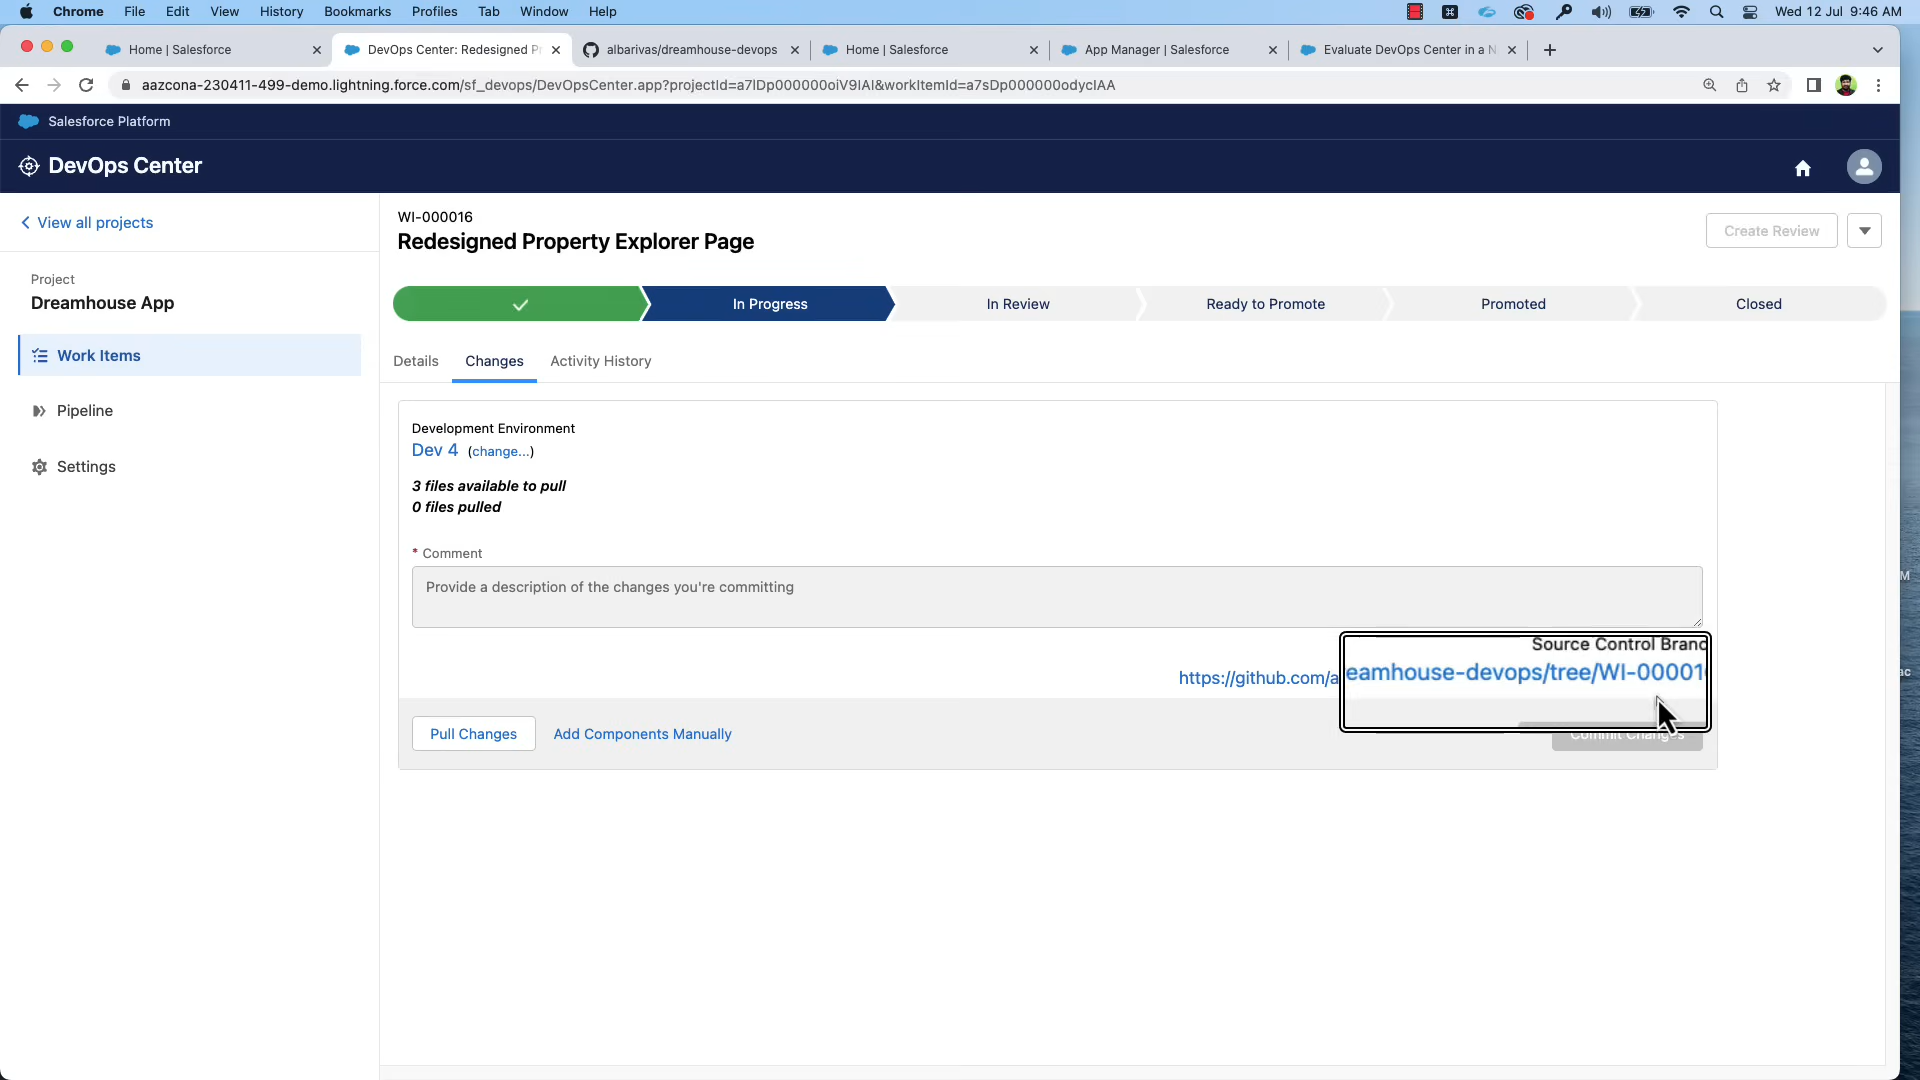 Chrome File Edit View History Bookmarks Profiles Tab Window Help Wed 12 Jul 9:46 AM
Home | Salesforce
DevOps Center: Redesigned P
albarivas/dreamhouse-devops
Home | Salesforce
App Manager | Salesforce
Evaluate DevOps Center in a N
aazcona-230411-499-demo.lightning.force.com/sf_devops/DevOpsCenter.app?projectId=a7lDp000000oiV9IAI&workItemId=a7sDp000000odycIAA
Salesforce Platform
DevOps Center
View all projects
Project
Dreamhouse App
Work Items
Pipeline
Settings
WI-000016
Redesigned Property Explorer Page
Create Review
In Progress
In Review
Ready to Promote
Promoted
Closed
Details
Changes
Activity History
Development Environment
Dev 4 (change...)
3 files available to pull
0 files pulled
* Comment
Provide a description of the changes you're committing
Source Control Branc
https://github.com/a
eamhouse-devops/tree/WI-00001
Pull Changes
Add Components Manually
Commit Changes